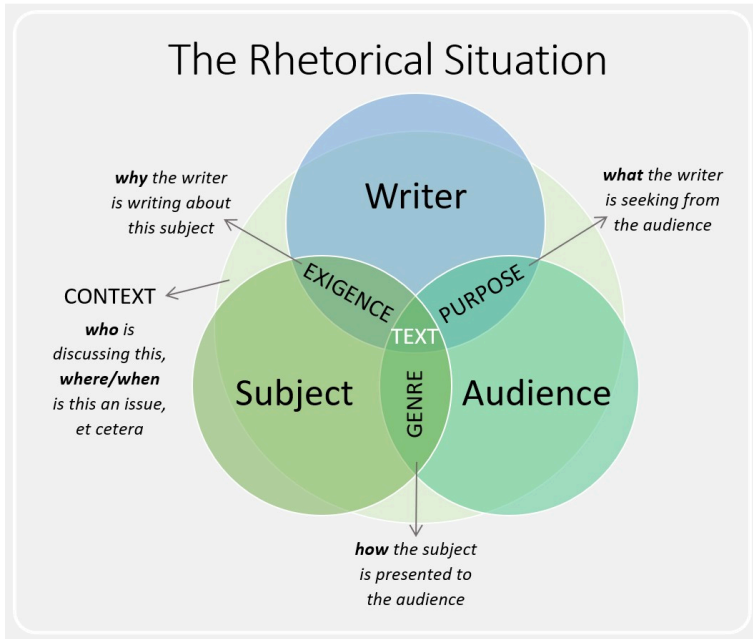 The Rhetorical Situation
why the writer
is writing about
this subject
Writer
what the writer
is seeking from
the audience
EXIGENCE
PURPOSE
CONTEXT
who is
discussing this,
where/when
is this an issue,
et cetera
TEXT
Subject
GENRE
Audience
how the subject
is presented to
the audience